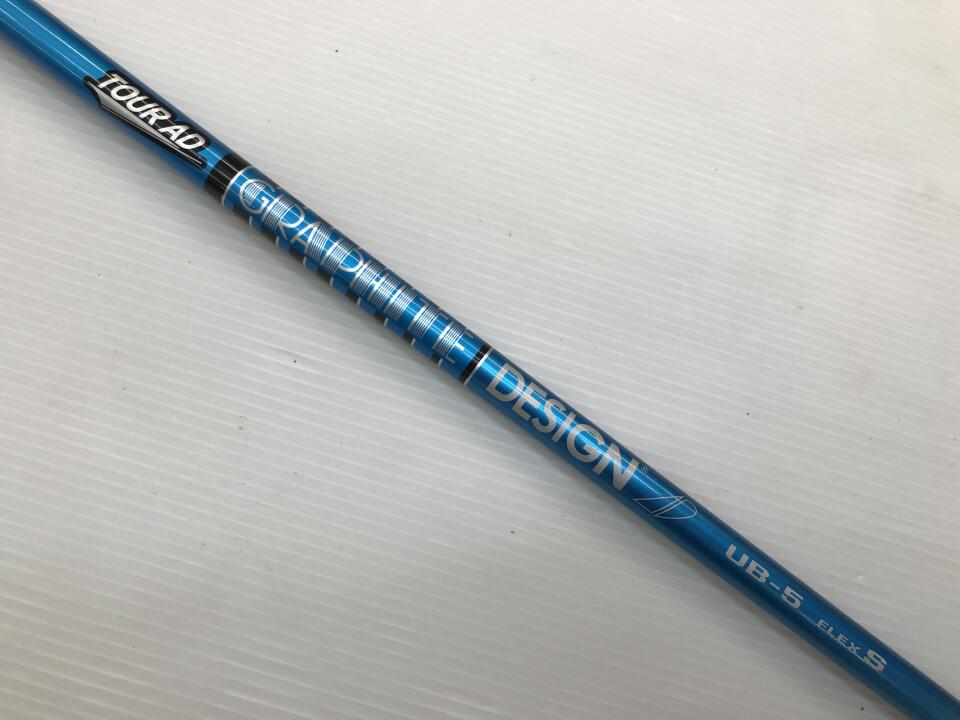 TOUR AD
GRAPHITE
DESIGN
UB-5
FLEX S